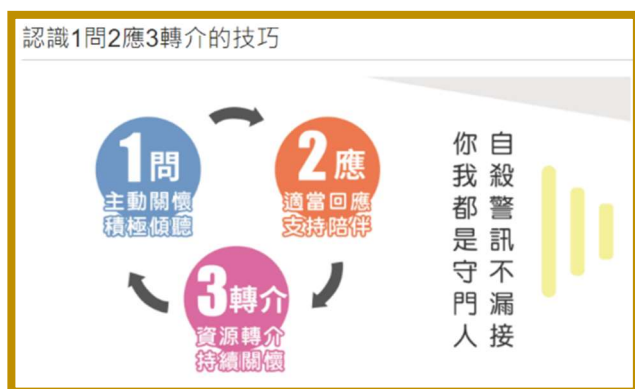 認識1問2應3轉介的技巧
1問
主動關懷
積極傾聽
2應
適當回應
支持陪伴
3轉介
資源轉介
持續關懷
自殺警訊不漏接
你我都是守門人